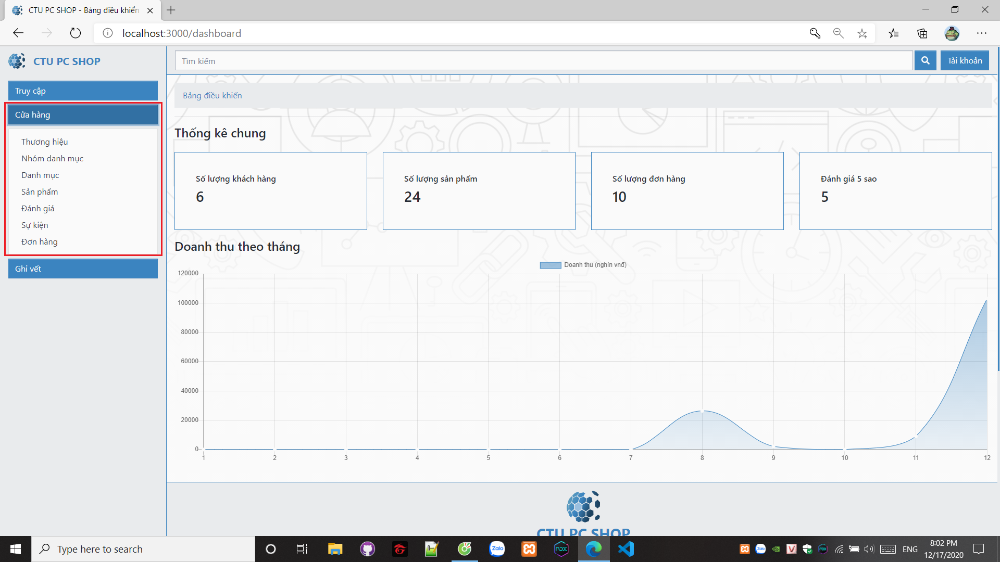 CTU PC SHOP - Bảng điều khiển
localhost:3000/dashboard
CTU PC SHOP
Tìm kiếm
Tài khoản
Truy cập
Cửa hàng
Thương hiệu
Nhóm danh mục
Danh mục
Sản phẩm
Đánh giá
Sự kiện
Đơn hàng
Ghi vết
Bảng điều khiến
Thống kê chung
Số lượng khách hàng
6
Số lượng sản phẩm
24
Số lượng đơn hàng
10
Đánh giá 5 sao
5
Doanh thu theo tháng
Doanh thu (nghìn vnđ)
120000
100000
80000
60000
40000
20000
0
1 2 3 4 5 6 7 8 9 10 11 12
CTU PC SHOP
Type here to search
Zalo
nox
ENG
8:02 PM
12/17/2020